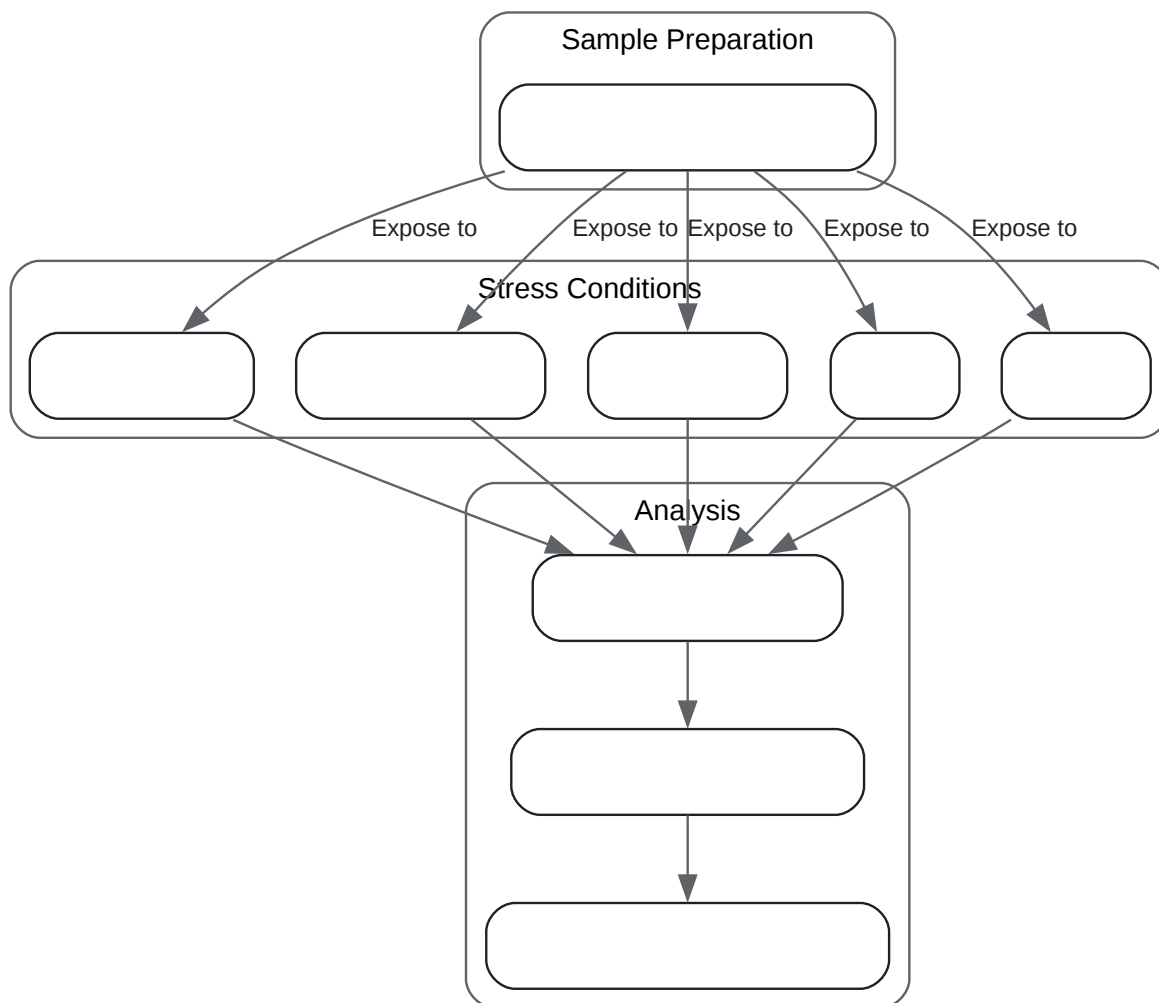 Sample Preparation
Expose to
Expose to
Expose to
Expose to
Expose to
Stress Conditions
Analysis